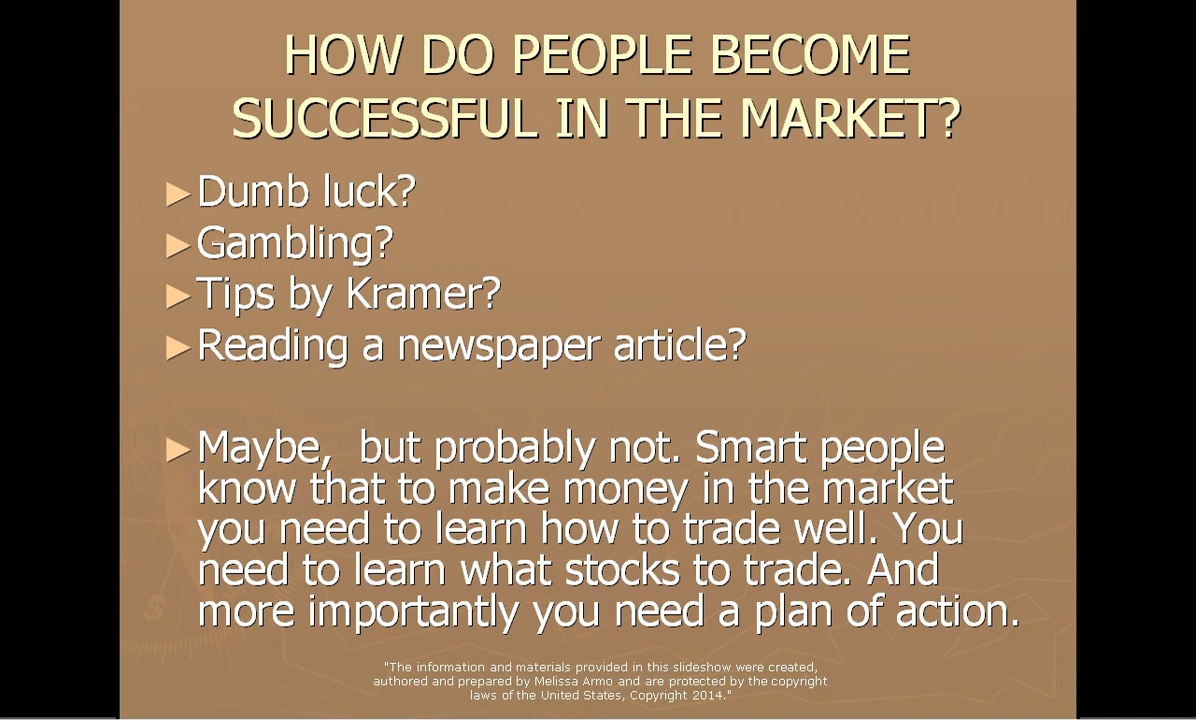 HOW DO PEOPLE BECOME
SUCCESSFUL IN THE MARKET?
►Dumb luck?
►Gambling?
►Tips by Kramer?
►Reading a newspaper article?
►Maybe,  but probably not. Smart people
know that to make money in the market
you need to learn how to trade well. You
need to learn what stocks to trade. And
more importantly you need a plan of action.
"The information and materials provided in this slideshow were created,
authored and prepared by Melissa Armo and are protected by the copyright
laws of the United States, Copyright 2014."